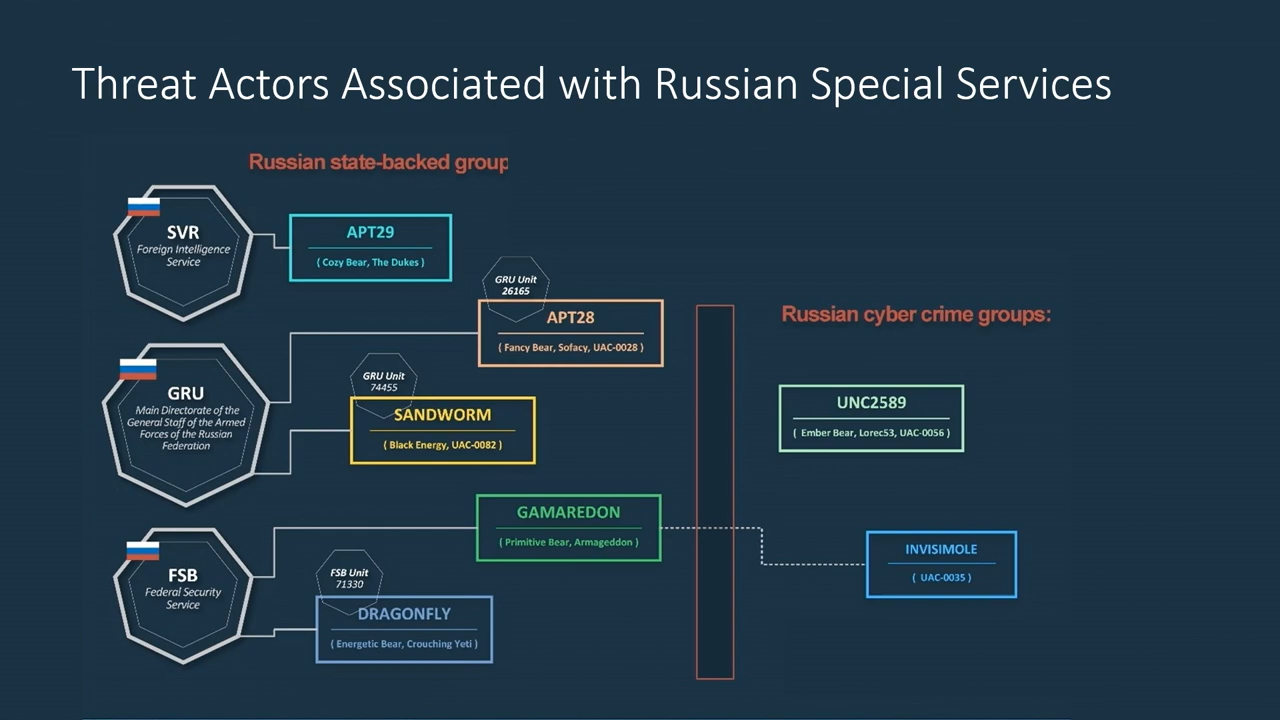 Threat Actors Associated with Russian Special Services
Russian state-backed group
SVR
Foreign Intelligence
Service
APT29
( Cozy Bear, The Dukes )
GRU Unit
26165
APT28
( Fancy Bear, Sofacy, UAC-0028 )
Russian cyber crime groups:
GRU
Main Directorate of the
General Staff of the Armed
Forces of the Russian
Federation
GRU Unit
74455
SANDWORM
( Black Energy, UAC-0082 )
UNC2589
( Ember Bear, Lorec53, UAC-0056 )
GAMAREDON
( Primitive Bear, Armageddon )
INVISIMOLE
( UAC-0035 )
FSB
Federal Security
Service
FSB Unit
71330
DRAGONFLY
( Energetic Bear, Crouching Yeti )